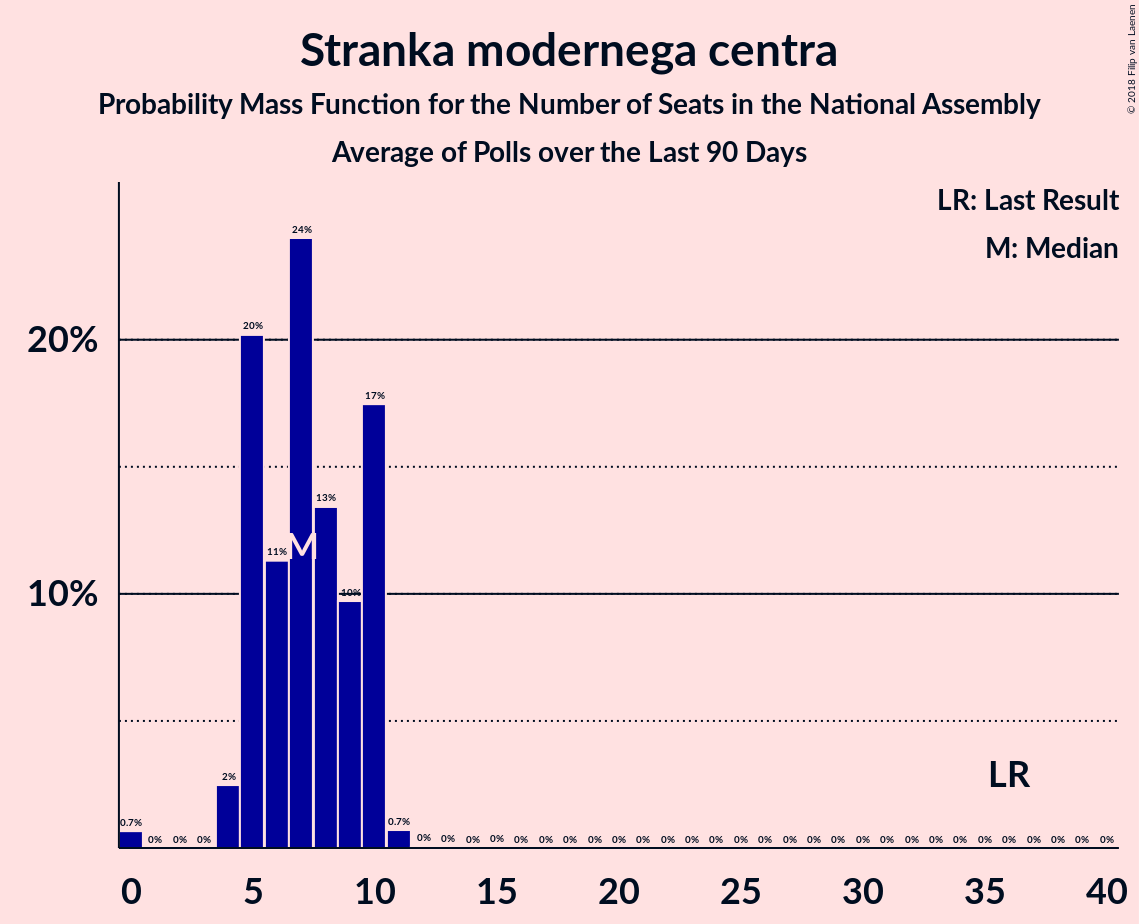 Stranka modernega centra
Probability Mass Function for the Number of Seats in the National Assembly
Average of Polls over the Last 90 Days
© 2018 Filip van Laenen
LR: Last Result
M: Median
24%
20%
20%
17%
13%
11%
M
10%
10%
LR
2%
0.7% 0% 0% 0% 0.7% 0% 0% 0% 0% 0% 0% 0% 0% 0% 0% 0% 0% 0% 0% 0% 0% 0% 0% 0% 0% 0% 0% 0% 0% 0% 0% 0% 0%
0 5 10 15 20 25 30 35 40